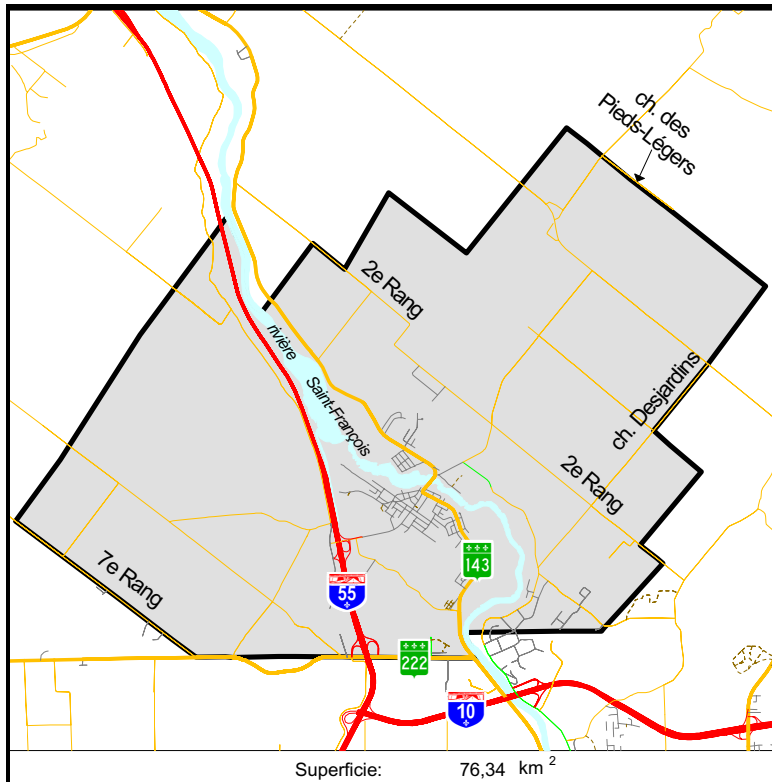 ch. des
Pieds-Légers
2e Rang
rivière
Saint-François
ch. Desjardins
2e Rang
143
7e Rang
55
222
10
Superficie: 76,34 km 2